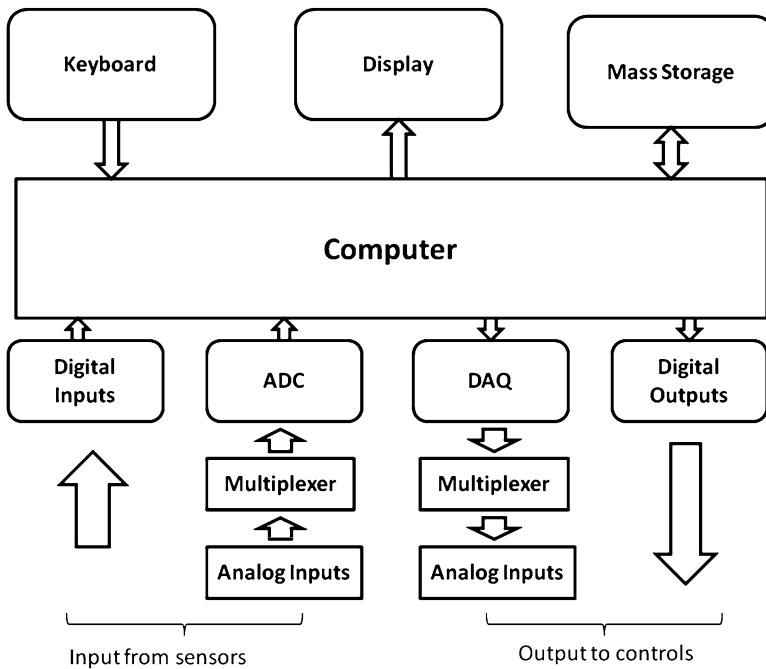 Keyboard
Display
Mass Storage
Computer
Digital
Inputs
ADC
DAQ
Digital
Outputs
Multiplexer
Multiplexer
Analog Inputs
Analog Inputs
Input from sensors
Output to controls